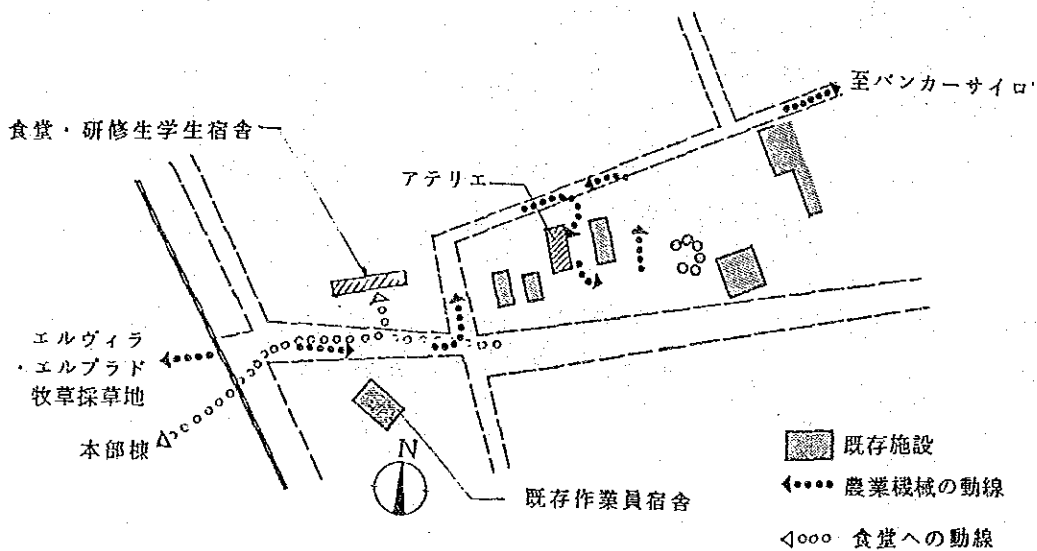 至バンカーサイロ
食堂・研修生学生宿舎
アテリエ
エルヴィラ
・エルプラド
牧草採草地
本部棟
N
既存作業員宿舎
既存施設
農業機械の動線
食堂への動線